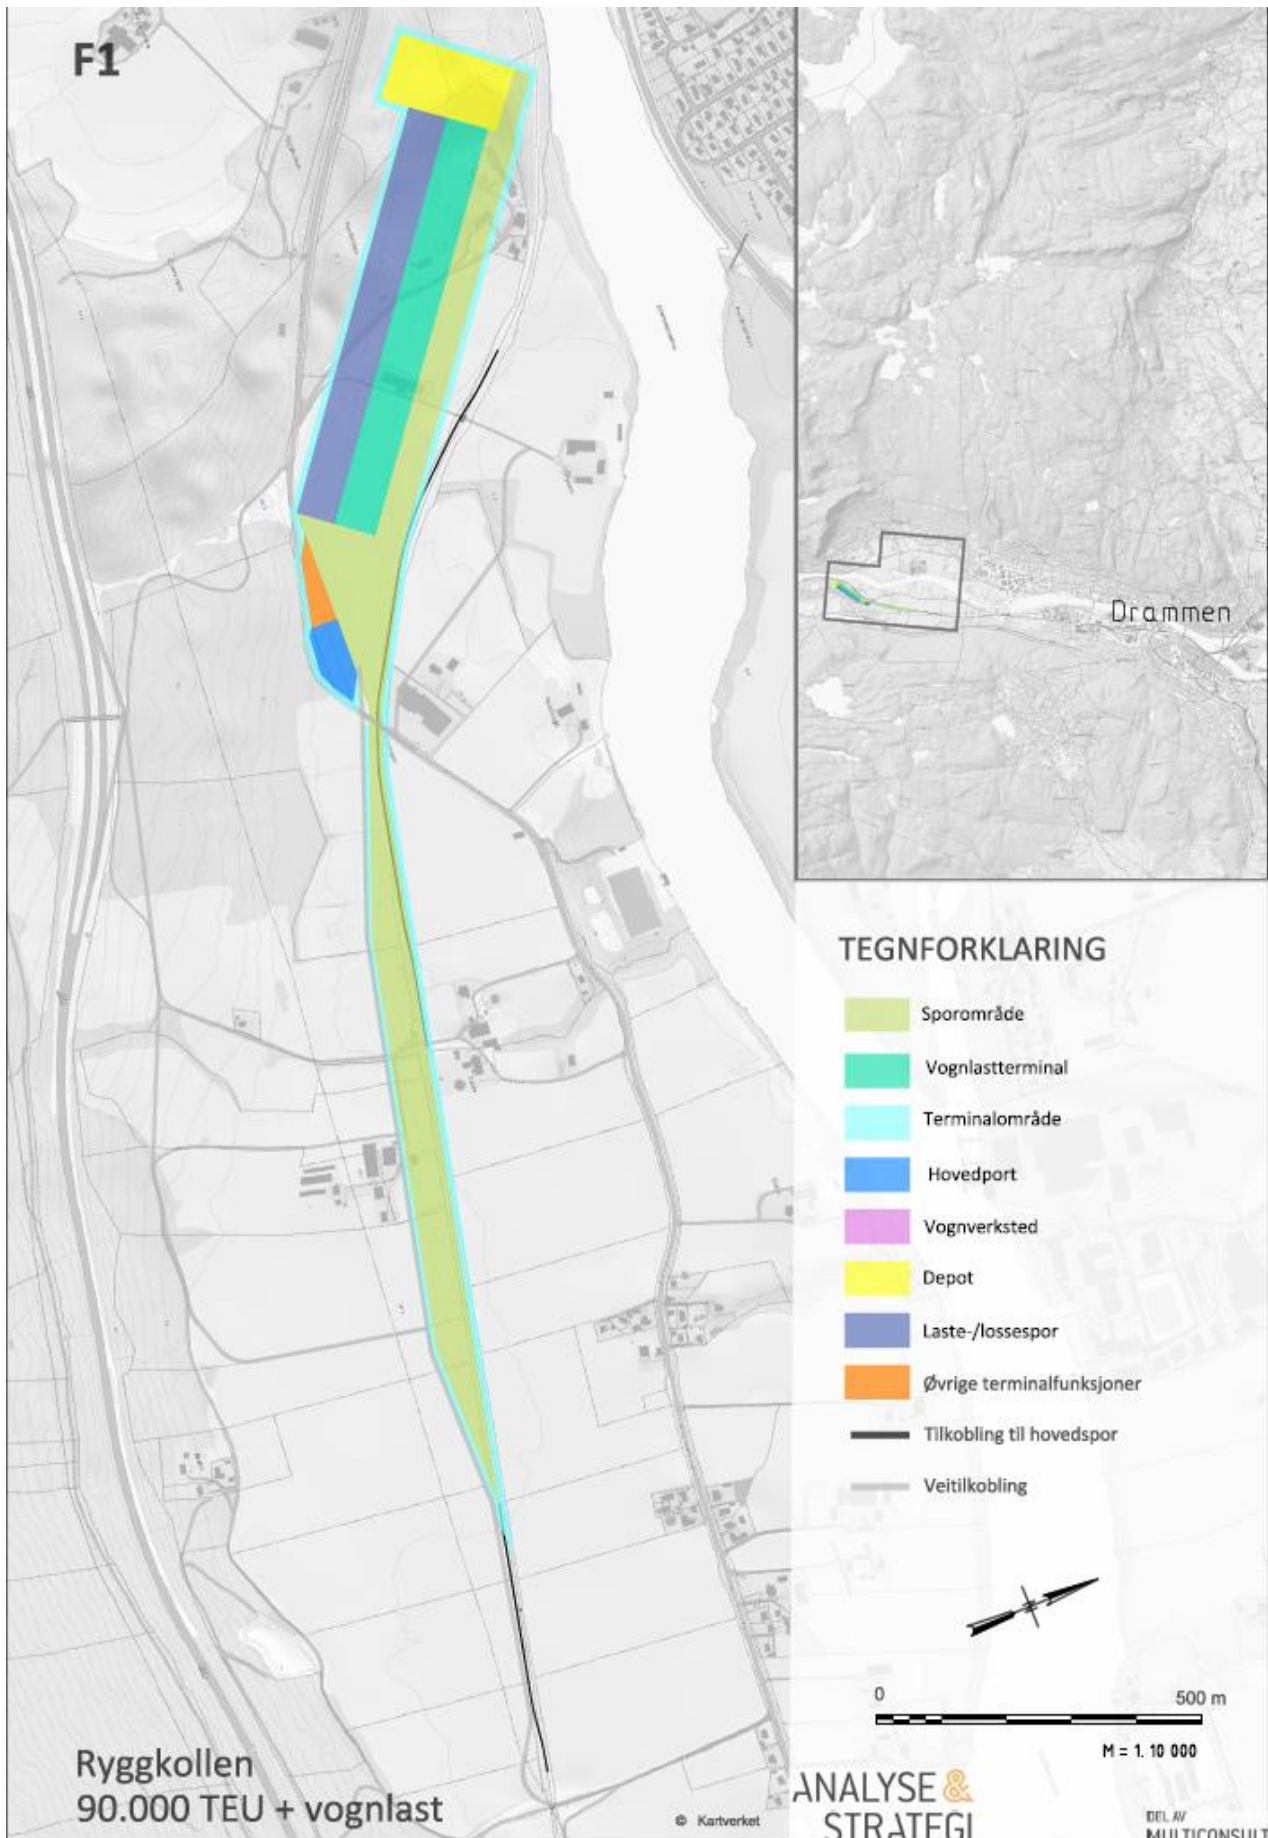 F1
Drammen
TEGNFORKLARING
Sporområde
Vognlastterminal
Terminalområde
Hovedport
Vognverksted
Depot
Laste-/lossespor
Øvrige terminalfunksjoner
Tilkobling til hovedspor
Veitilkobling
0 500 m
M = 1. 10 000
Ryggkollen
90.000 TEU + vognlast
© Kartverket
ANALYSE &
STRATEGI
DEL AV
MULTICONSULT